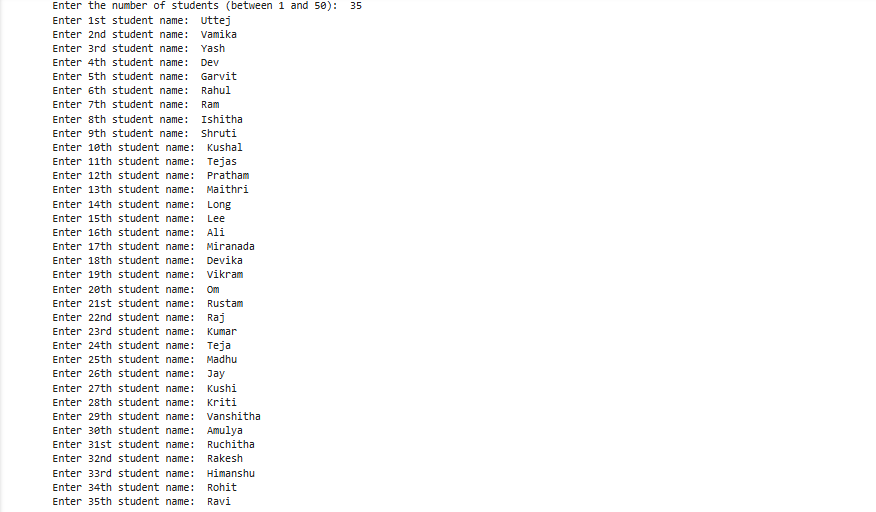 Enter the number of students (between 1 and 50):  35
Enter 1st student name:  Uttej
Enter 2nd student name:  Vamika
Enter 3rd student name:  Yash
Enter 4th student name:  Dev
Enter 5th student name:  Garvit
Enter 6th student name:  Rahul
Enter 7th student name:  Ram
Enter 8th student name:  Ishitha
Enter 9th student name:  Shruti
Enter 10th student name:  Kushal
Enter 11th student name:  Tejas
Enter 12th student name:  Pratham
Enter 13th student name:  Maithri
Enter 14th student name:  Long
Enter 15th student name:  Lee
Enter 16th student name:  Ali
Enter 17th student name:  Miranada
Enter 18th student name:  Devika
Enter 19th student name:  Vikram
Enter 20th student name:  Om
Enter 21st student name:  Rustam
Enter 22nd student name:  Raj
Enter 23rd student name:  Kumar
Enter 24th student name:  Teja
Enter 25th student name:  Madhu
Enter 26th student name:  Jay
Enter 27th student name:  Kushi
Enter 28th student name:  Kriti
Enter 29th student name:  Vanshitha
Enter 30th student name:  Amulya
Enter 31st student name:  Ruchitha
Enter 32nd student name:  Rakesh
Enter 33rd student name:  Himanshu
Enter 34th student name:  Rohit
Enter 35th student name:  Ravi